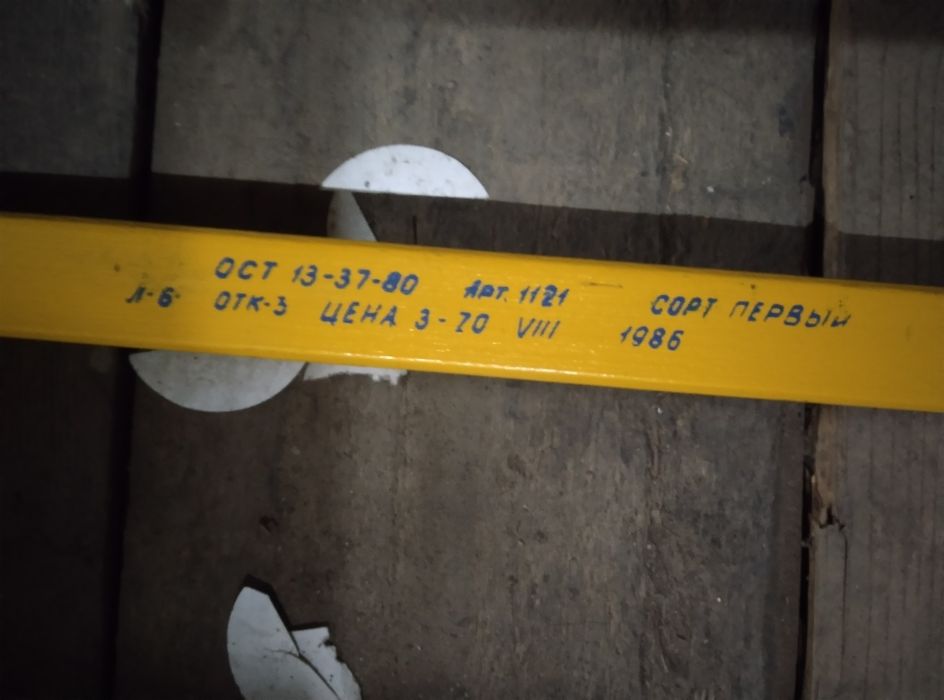 ОСТ 13-37-80 Арт. 1121 СОРТ ПЕРВЫЙ
Л-6 ОТК-3 ЦЕНА 3-70 VIII 1986